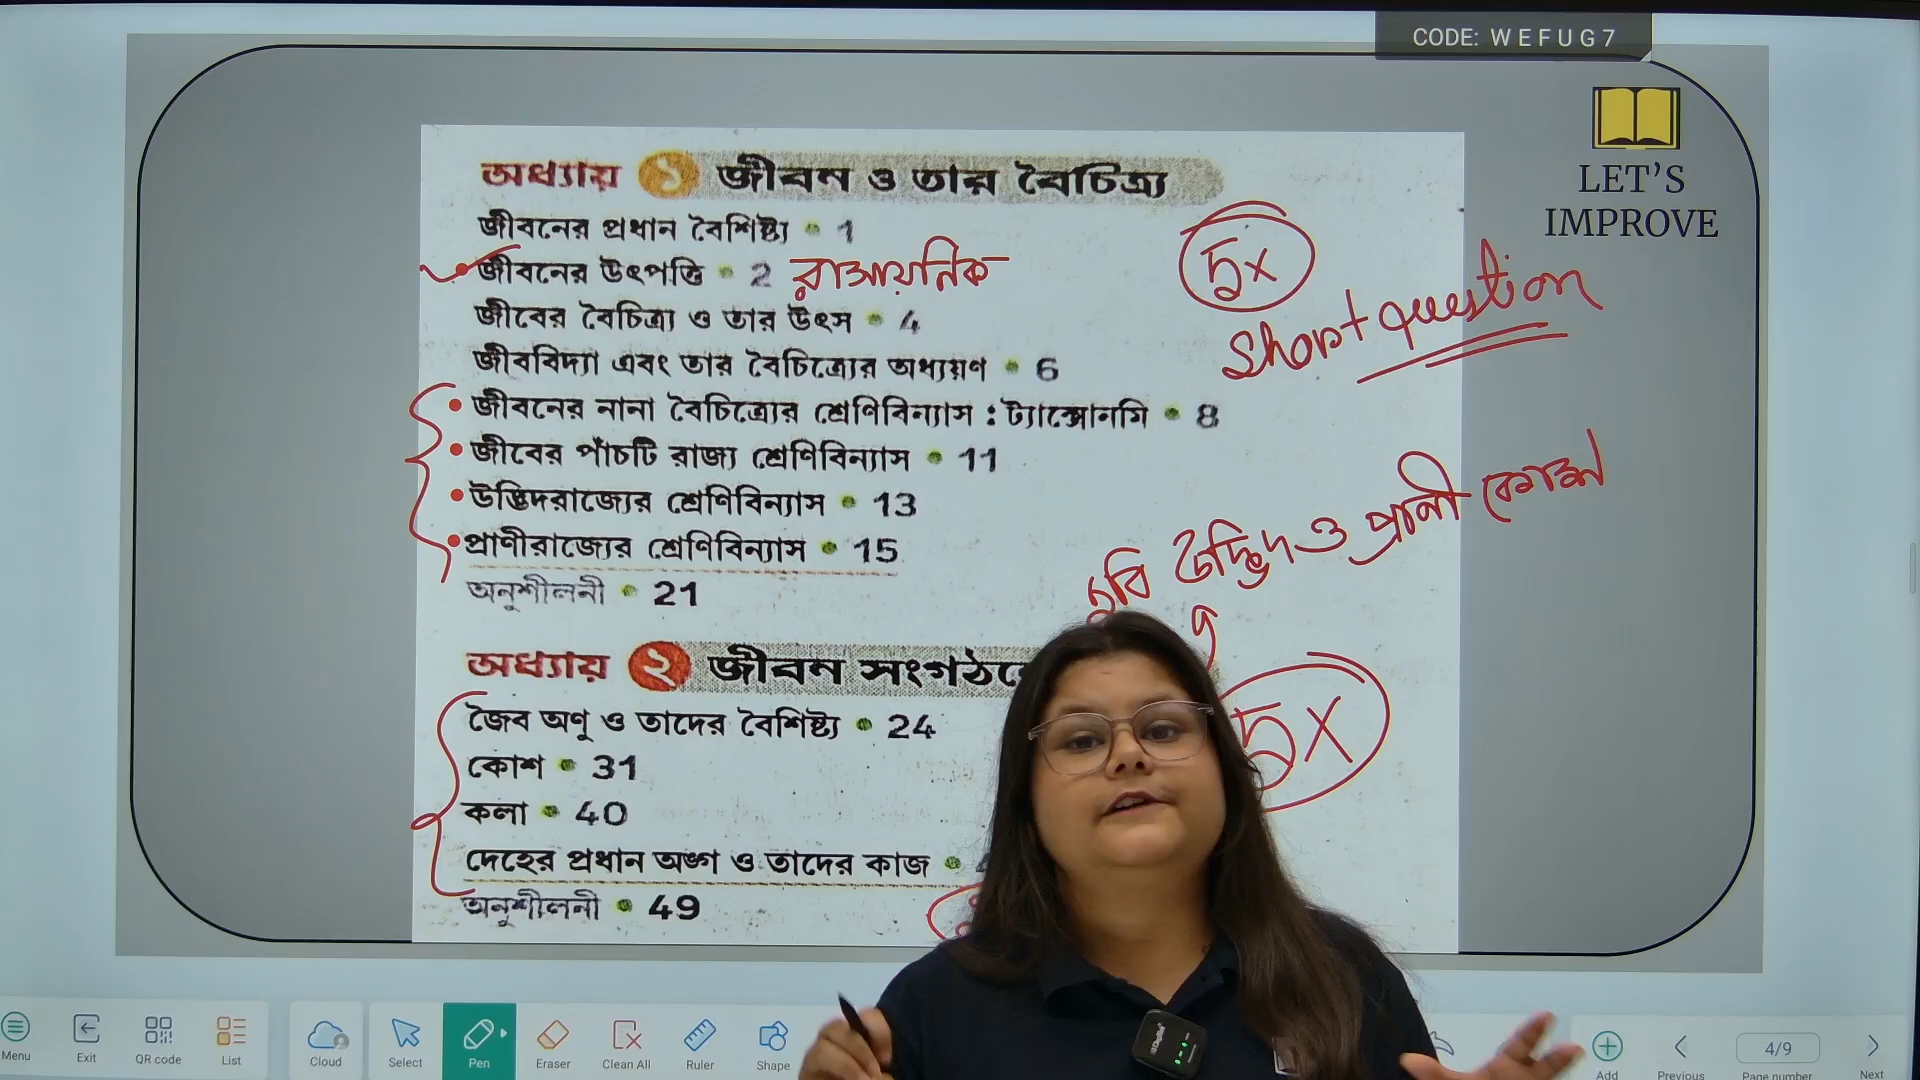 CODE: WEFUG7
LET'S
IMPROVE
অধ্যায় ১ জীবন ও তার বৈচিত্র্য
জীবনের প্রধান বৈশিষ্ট্য • 1
জীবনের উৎপত্তি • 2 রাসায়নিক
5x
জীবের বৈচিত্র্য ও তার উৎস • 4
Short question
জীববিদ্যা এবং তার বৈচিত্র্যের অধ্যয়ণ • 6
জীবনের নানা বৈচিত্র্যের শ্রেণিবিন্যাস : ট্যাক্সোনমি • 8
জীবের পাঁচটি রাজ্য শ্রেণিবিন্যাস • 11
উদ্ভিদরাজ্যের শ্রেণিবিন্যাস • 13
প্রাণীরাজ্যের শ্রেণিবিন্যাস • 15
ছবি উদ্ভিদ ও প্রানী কোশ
অনুশীলনী • 21
অধ্যায় ২ জীবন
5x
জৈব অণু ও তাদের বৈশিষ্ট্য • 24
কোশ • 31
কলা • 40
দেহের প্রধান অঙ্গ ও তাদের কাজ •
অনুশীলনী • 49
Menu Exit QR code List Cloud Select Pen Eraser Clean All Ruler Shape Add Previous 4/9 Page number Next